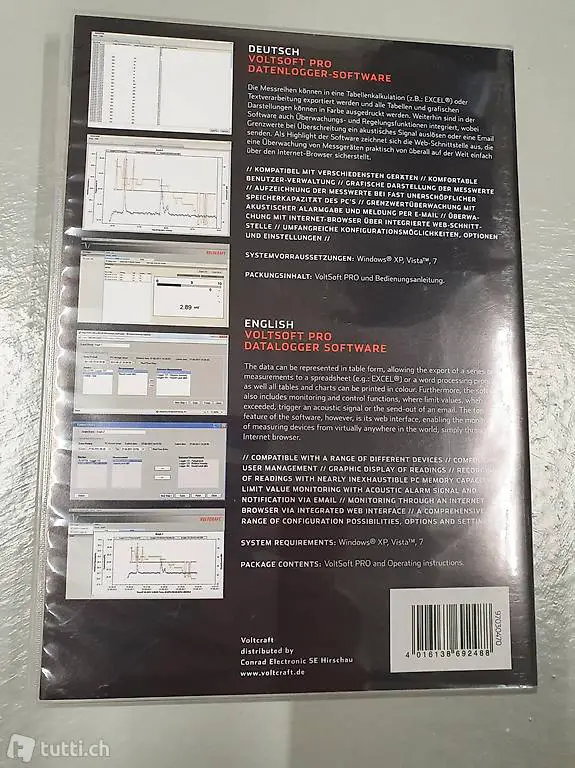 DEUTSCH
VOLTSOFT PRO
DATENLOGGER-SOFTWARE
Die Messreihen können in eine Tabellenkalkulation (z.B.: EXCEL®) oder
Textverarbeitung exportiert werden und alle Tabellen und grafischen
Darstellungen können in Farbe ausgedruckt werden. Weiterhin sind in der
Software auch Überwachungs- und Regelungsfunktionen integriert, wobei
Grenzwerte bei Überschreitung ein akustisches Signal auslösen oder eine Email
senden. Als Highlight der Software zeichnet sich die Web-Schnittstelle aus, die
eine Überwachung von Messgeräten praktisch von überall auf der Welt einfach
über den Internet-Browser sicherstellt.
// KOMPATIBEL MIT VERSCHIEDENSTEN GERÄTEN // KOMFORTABLE
BENUTZER-VERWALTUNG // GRAFISCHE DARSTELLUNG DER MESSWERTE
// AUFZEICHNUNG DER MESSWERTE BEI FAST UNERSCHÖPFLICHER
SPEICHERKAPAZITÄT DES PC'S // GRENZWERTÜBERWACHUNG MIT
AKUSTISCHER ALARMGABE UND MELDUNG PER E-MAIL // ÜBERWA-
CHUNG MIT INTERNET-BROWSER ÜBER INTEGRIERTE WEB-SCHNITT-
STELLE // UMFANGREICHE KONFIGURATIONSMÖGLICHKEITEN, OPTIONEN
UND EINSTELLUNGEN //
SYSTEMVORRAUSSETZUNGEN: Windows® XP, Vista™, 7
PACKUNGSINHALT: VoltSoft PRO und Bedienungsanleitung.
VOLTCRAFT
2.89
ENGLISH
VOLTSOFT PRO
DATALOGGER SOFTWARE
The data can be represented in table form, allowing the export of a series of
measurements to a spreadsheet (e.g.: EXCEL®) or a word processing
as well all tables and charts can be printed in colour. Furthermore, the
also includes monitoring and control functions, where limit values, when
exceeded, trigger an acoustic signal or the send-out of an email. The
feature of the software, however, is its web interface, enabling the
of measuring devices from virtually anywhere in the world, simply
Internet browser.
// COMPATIBLE WITH A RANGE OF DIFFERENT DEVICES //
USER MANAGEMENT // GRAPHIC DISPLAY OF READINGS //
OF READINGS WITH NEARLY INEXHAUSTIBLE PC MEMORY
LIMIT VALUE MONITORING WITH ACOUSTIC ALARM SIGNAL AND
NOTIFICATION VIA EMAIL // MONITORING THROUGH AN INTERNET
BROWSER VIA INTEGRATED WEB INTERFACE // A COMPREHENSIVE
RANGE OF CONFIGURATION POSSIBILITIES, OPTIONS AND
SYSTEM REQUIREMENTS: Windows® XP, Vista™, 7
PACKAGE CONTENTS: VoltSoft PRO and Operating instructions.
VOLTCRAFT
Voltcraft
distributed by
Conrad Electronic SE Hirschau
www.voltcraft.de
97030470
4 016138 692488
tutti.ch